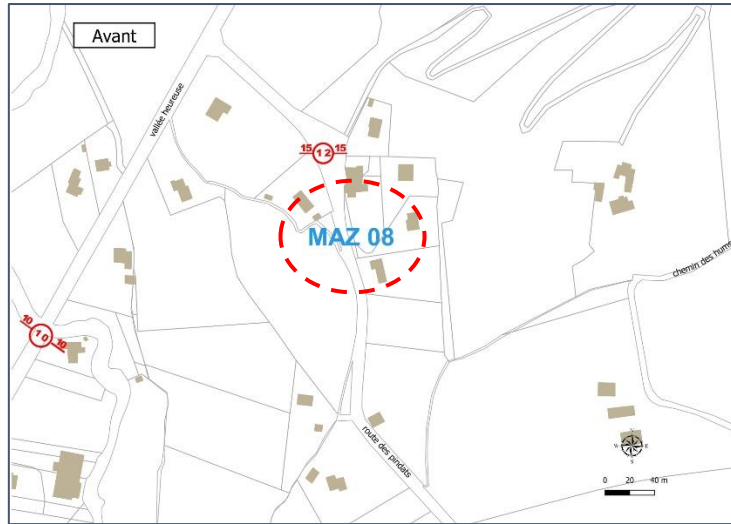 Avant
vallée heureuse
15 12 15
MAZ 08
chemin des hume
10 10 10
route des pindats
N
W E
S
0 20 40 m